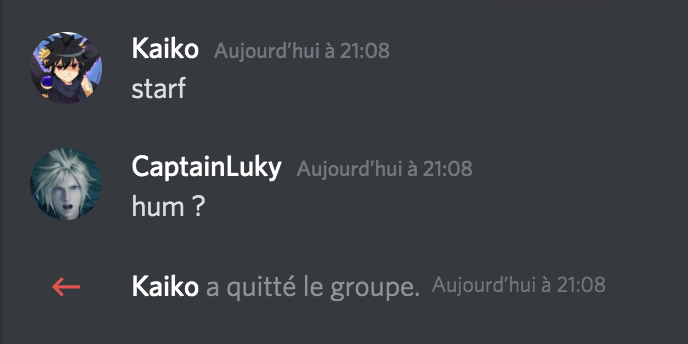 Kaiko Aujourd’hui à 21:08
starf
CaptainLuky Aujourd’hui à 21:08
hum ?
Kaiko a quitté le groupe. Aujourd’hui à 21:08